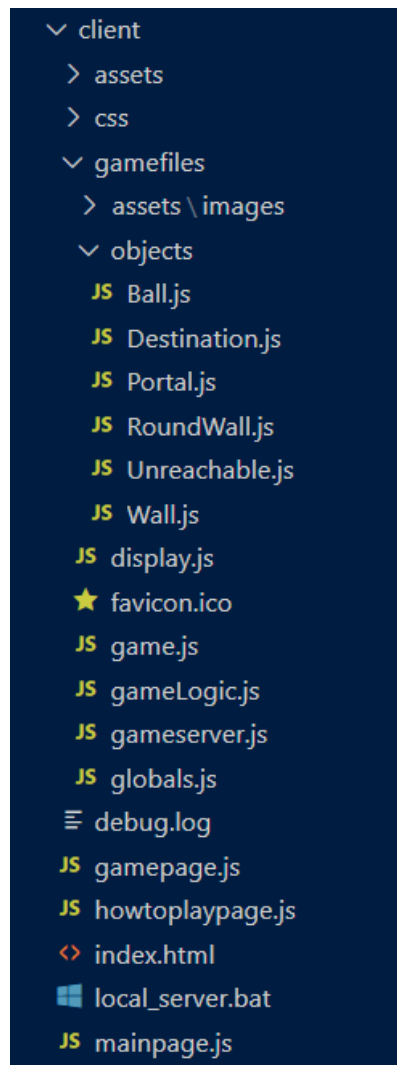 client
assets
css
gamefiles
assets\images
objects
JS Ball.js
JS Destination.js
JS Portal.js
JS RoundWall.js
JS Unreachable.js
JS Wall.js
JS display.js
favicon.ico
JS game.js
JS gameLogic.js
JS gameserver.js
JS globals.js
debug.log
JS gamepage.js
JS howtoplaypage.js
index.html
local_server.bat
JS mainpage.js